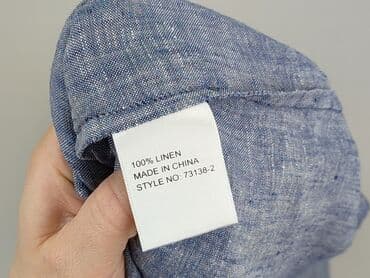 100% LINEN
MADE IN CHINA
STYLE NO: 73138-2